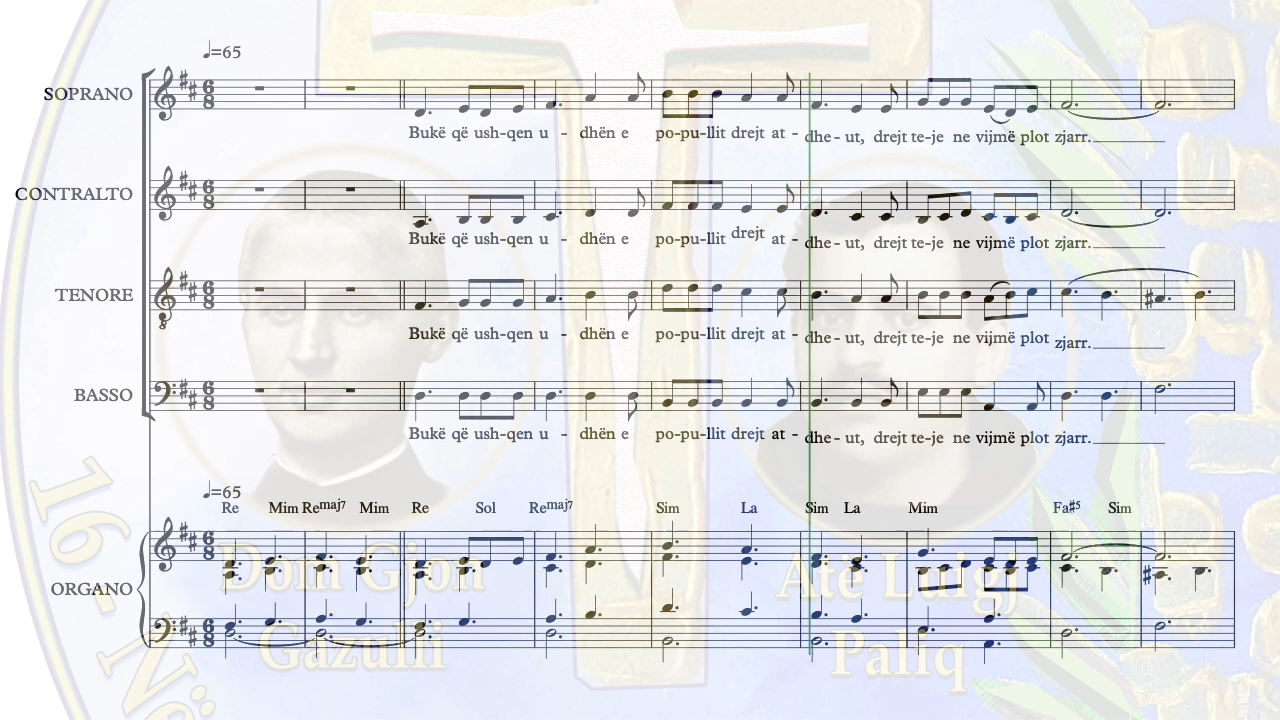 ♩=65
SOPRANO
Bukë që ush-qen u - dhën e po-pu-llit drejt at - dhe-ut, drejt te-je ne vijmë plot zjarr.
CONTRALTO
Bukë që ush-qen u - dhën e po-pu-llit drejt at - dhe-ut, drejt te-je ne vijmë plot zjarr.
TENORE
Bukë që ush-qen u - dhën e po-pu-llit drejt at - dhe-ut, drejt te-je ne vijmë plot zjarr.
BASSO
Bukë që ush-qen u - dhën e po-pu-llit drejt at - dhe-ut, drejt te-je ne vijmë plot zjarr.
♩=65
Re Mim Remaj7 Mim Re Sol Remaj7 Sim La Sim La Mim Fa♯5 Sim
ORGANO
Dom Gjon
Gazulli
Atë Luigj
Paliq
16 - Në